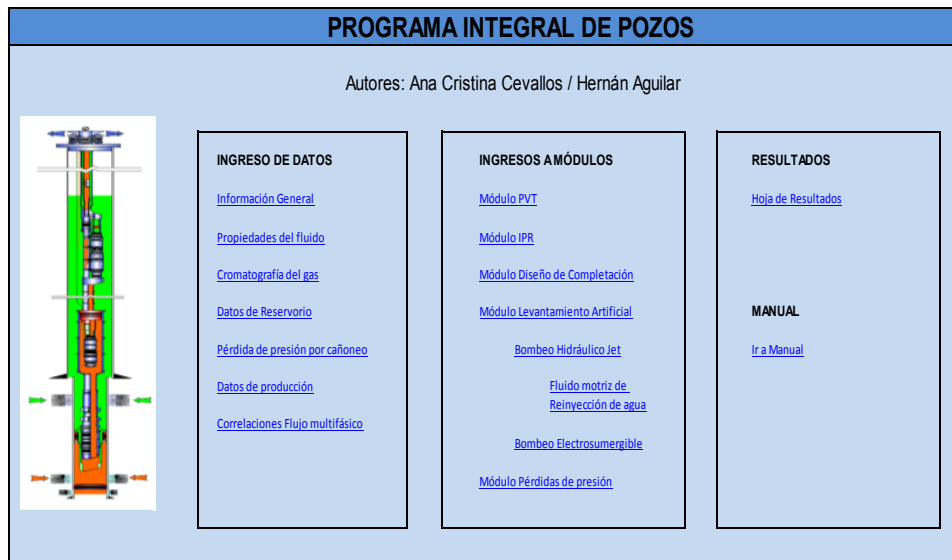 PROGRAMA INTEGRAL DE POZOS
Autores: Ana Cristina Cevallos / Hernán Aguilar
INGRESO DE DATOS
Información General
Propiedades del fluido
Cromatografía del gas
Datos de Reservorio
Pérdida de presión por cañoneo
Datos de producción
Correlaciones Flujo multifásico
INGRESOS A MÓDULOS
Módulo PVT
Módulo IPR
Módulo Diseño de Completación
Módulo Levantamiento Artificial
Bombeo Hidráulico Jet
Fluido motriz de
Reinyección de agua
Bombeo Electrosumergible
Módulo Pérdidas de presión
RESULTADOS
Hoja de Resultados
MANUAL
Ir a Manual